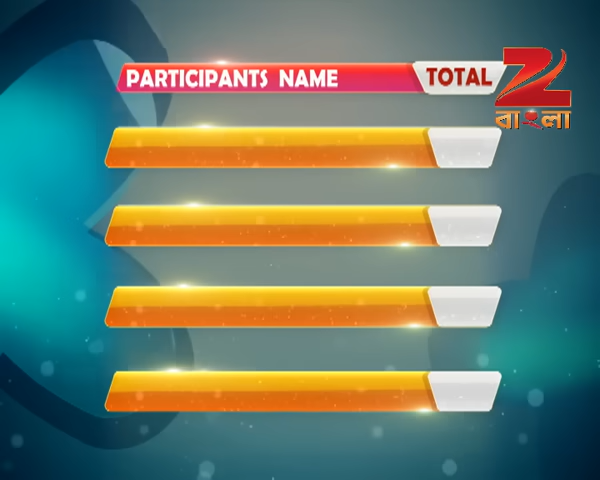 PARTICIPANTS NAME TOTAL
Z
বাংলা